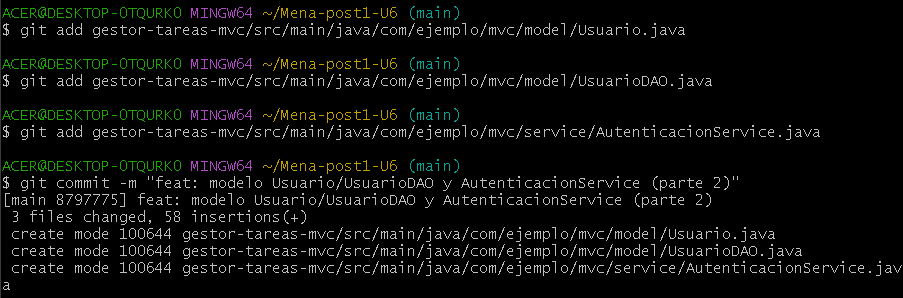 ACER@DESKTOP-OTQURKO MINGW64 ~/Mena-post1-U6 (main)
$ git add gestor-tareas-mvc/src/main/java/com/ejemplo/mvc/model/Usuario.java
ACER@DESKTOP-OTQURKO MINGW64 ~/Mena-post1-U6 (main)
$ git add gestor-tareas-mvc/src/main/java/com/ejemplo/mvc/model/UsuarioDAO.java
ACER@DESKTOP-OTQURKO MINGW64 ~/Mena-post1-U6 (main)
$ git add gestor-tareas-mvc/src/main/java/com/ejemplo/mvc/service/AutenticacionService.java
ACER@DESKTOP-OTQURKO MINGW64 ~/Mena-post1-U6 (main)
$ git commit -m "feat: modelo Usuario/UsuarioDAO y AutenticacionService (parte 2)"
[main 8797775] feat: modelo Usuario/UsuarioDAO y AutenticacionService (parte 2)
3 files changed, 58 insertions(+)
create mode 100644 gestor-tareas-mvc/src/main/java/com/ejemplo/mvc/model/Usuario.java
create mode 100644 gestor-tareas-mvc/src/main/java/com/ejemplo/mvc/model/UsuarioDAO.java
create mode 100644 gestor-tareas-mvc/src/main/java/com/ejemplo/mvc/service/AutenticacionService.jav
a